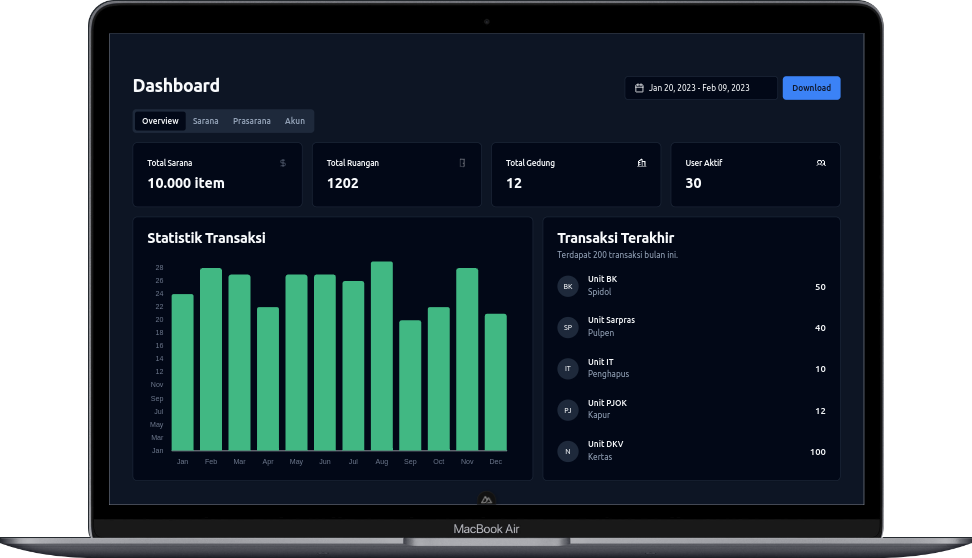 Dashboard
Jan 20, 2023 - Feb 09, 2023
Download
Overview Sarana Prasarana Akun
Total Sarana
10.000 item
Total Ruangan
1202
Total Gedung
12
User Aktif
30
Statistik Transaksi
28
26
24
22
20
18
16
14
12
Nov
Sep
Jul
May
Mar
Jan
Jan Feb Mar Apr May Jun Jul Aug Sep Oct Nov Dec
Transaksi Terakhir
Terdapat 200 transaksi bulan ini.
BK
Unit BK
Spidol
50
SP
Unit Sarpras
Pulpen
40
IT
Unit IT
Penghapus
10
PJ
Unit PJOK
Kapur
12
N
Unit DKV
Kertas
100
MacBook Air